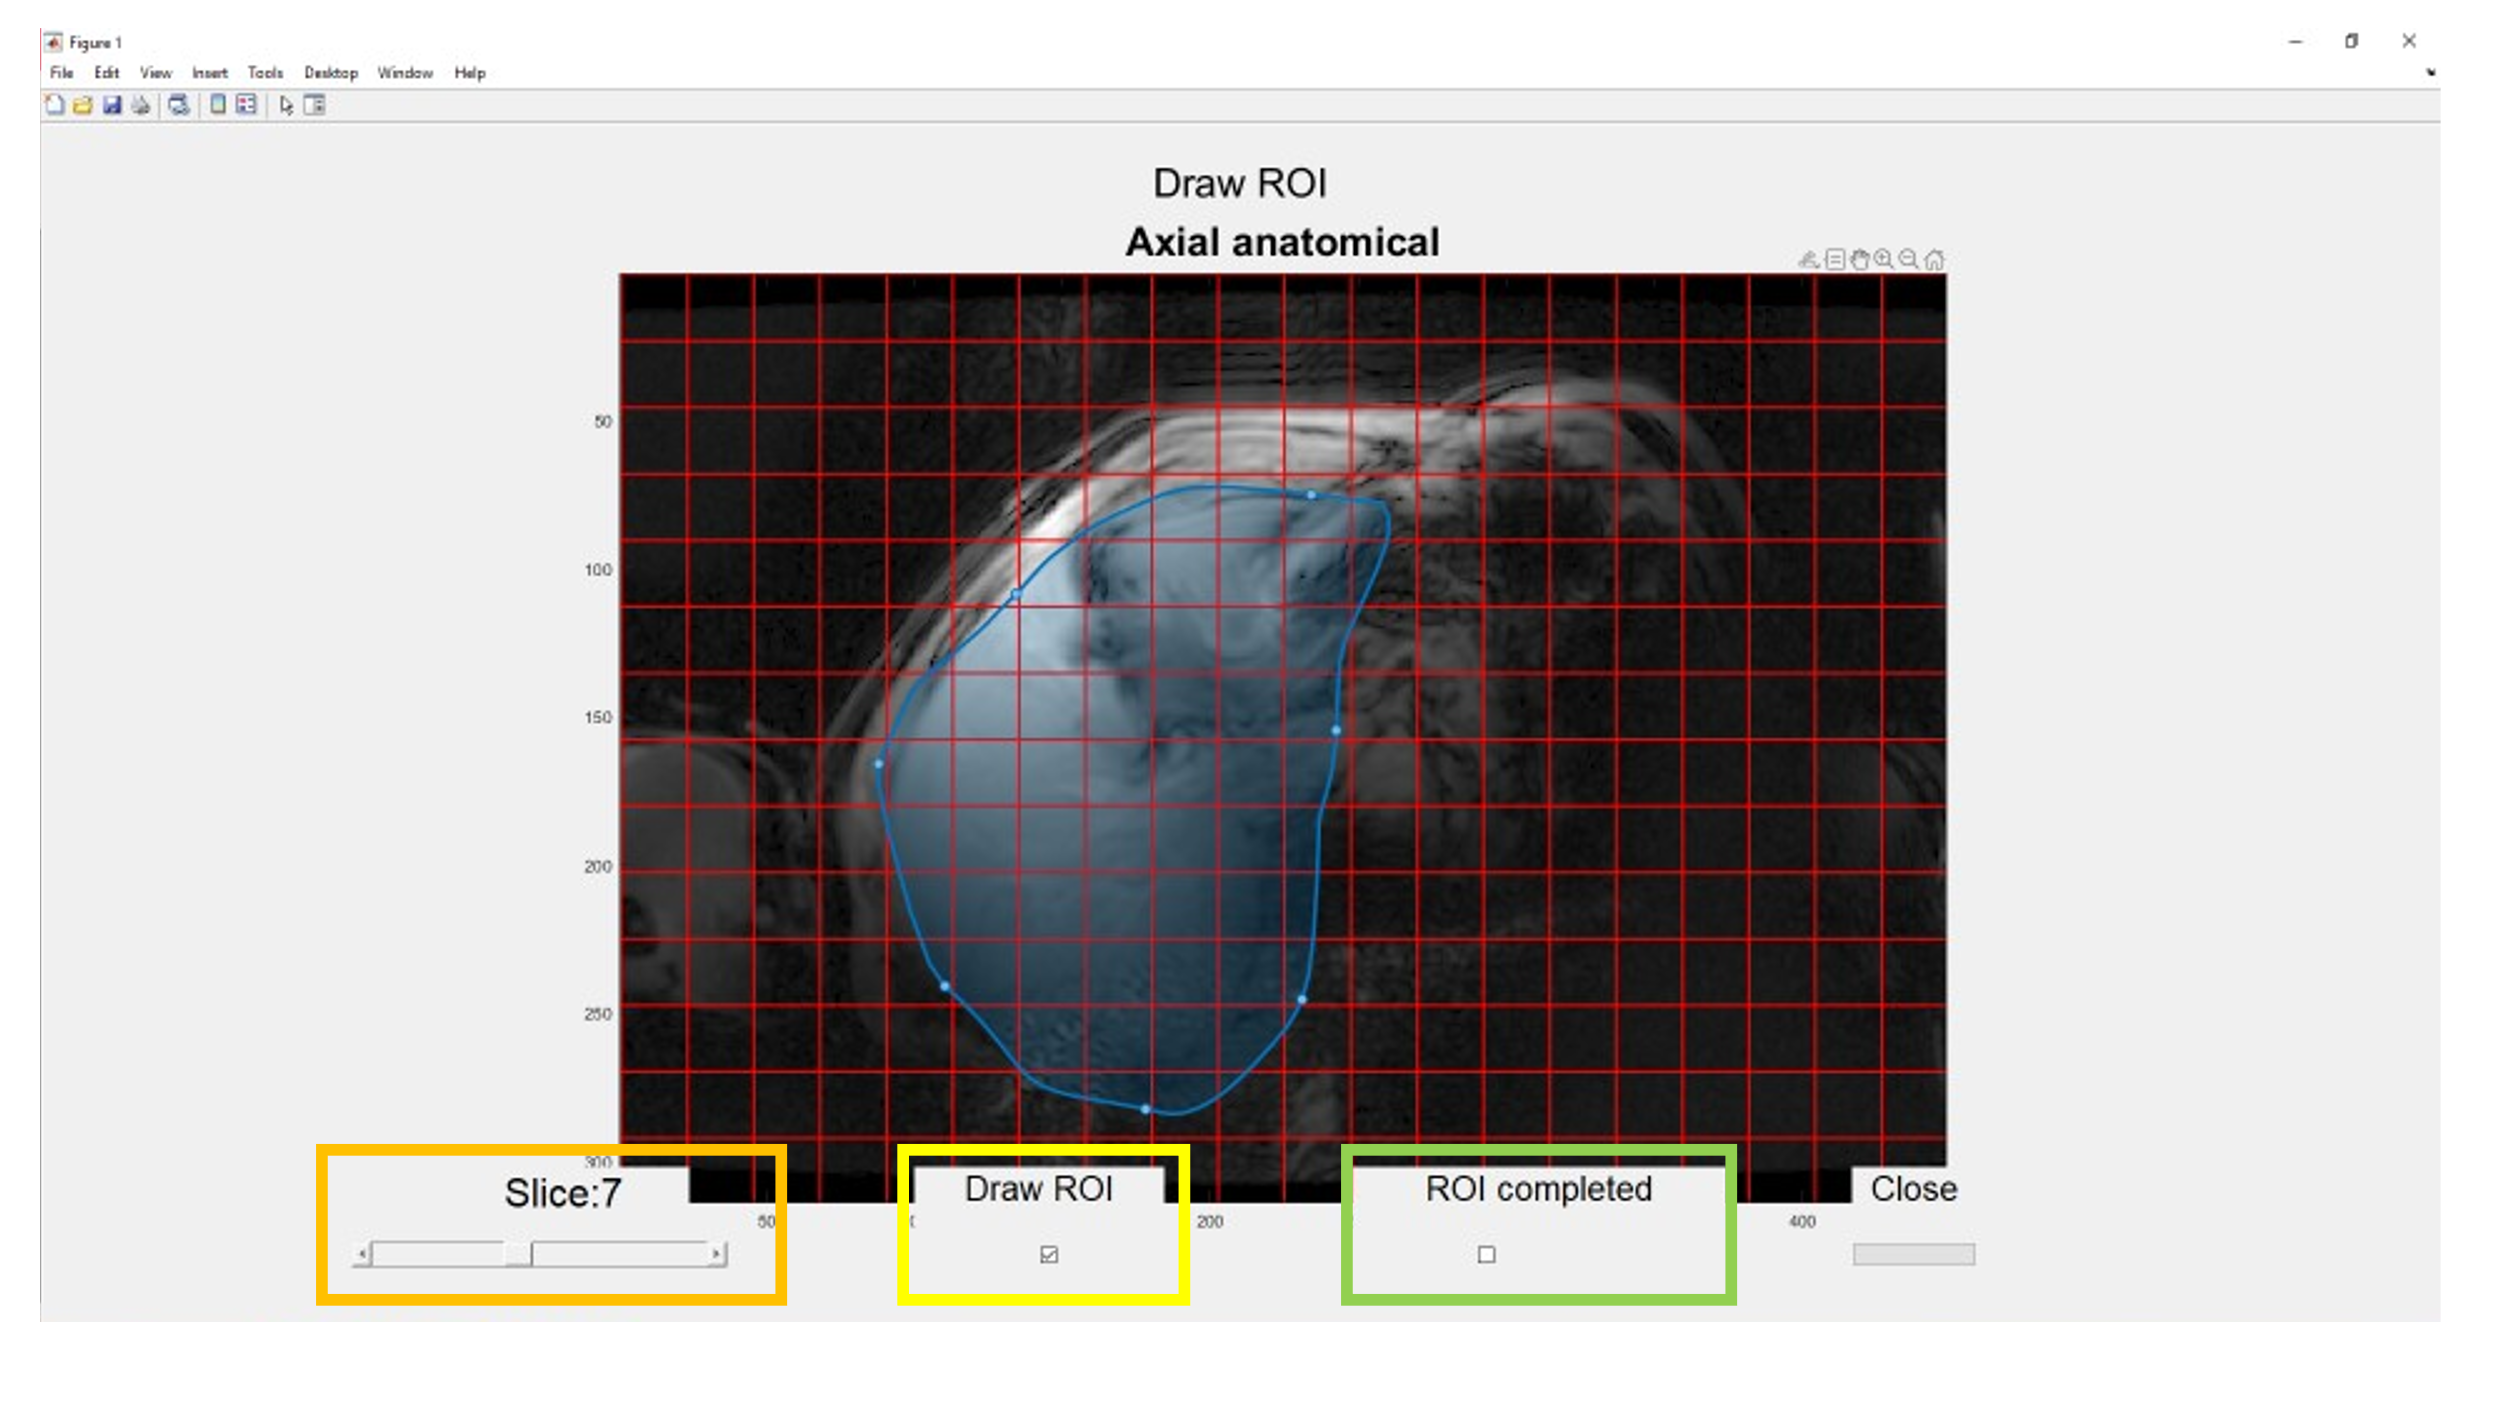 Figure 1
File Edit View Insert Tools Desktop Window Help
Draw ROI
Axial anatomical
50
100
150
200
250
300
Slice:7
Draw ROI
ROI completed
Close
50
200
400